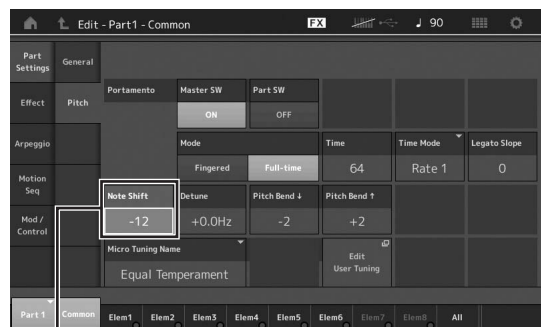 Edit - Part1 - Common FX 90
Part Settings General
Portamento Master SW Part SW
ON OFF
Effect Pitch
Arpeggio
Mode Time Time Mode Legato Slope
Fingered Full-time 64 Rate 1 0
Motion Seq
Note Shift Detune Pitch Bend ↓ Pitch Bend ↑
-12 +0.0Hz -2 +2
Mod / Control
Micro Tuning Name
Equal Temperament
Edit User Tuning
Part 1 Common Elem1 Elem2 Elem3 Elem4 Elem5 Elem6 Elem7 Elem8 All